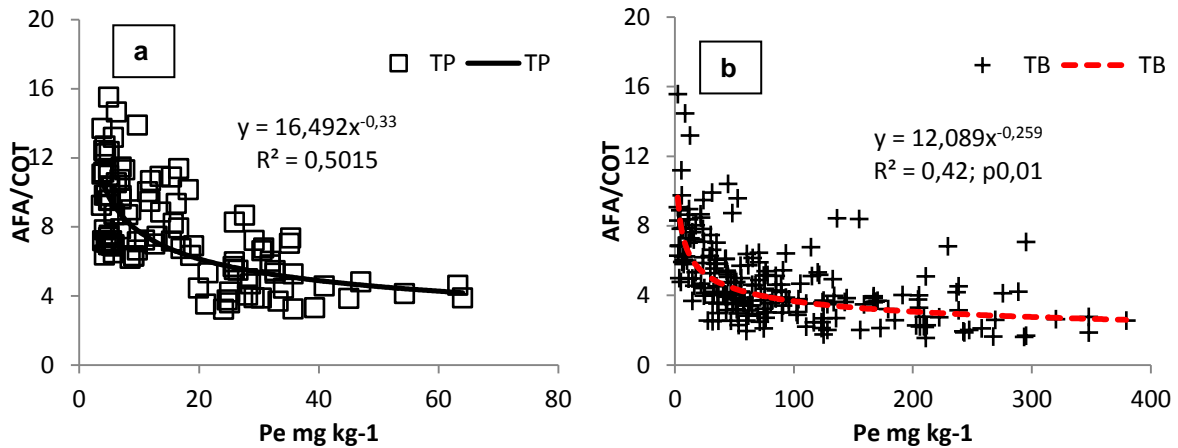 a
TP TP
y = 16,492x⁻⁰,³³
R² = 0,5015
AFA/COT
20
16
12
8
4
0
0 20 40 60 80
Pe mg kg-1
b
TB TB
y = 12,089x⁻⁰,²⁵⁹
R² = 0,42; p0,01
AFA/COT
20
16
12
8
4
0
0 100 200 300 400
Pe mg kg-1